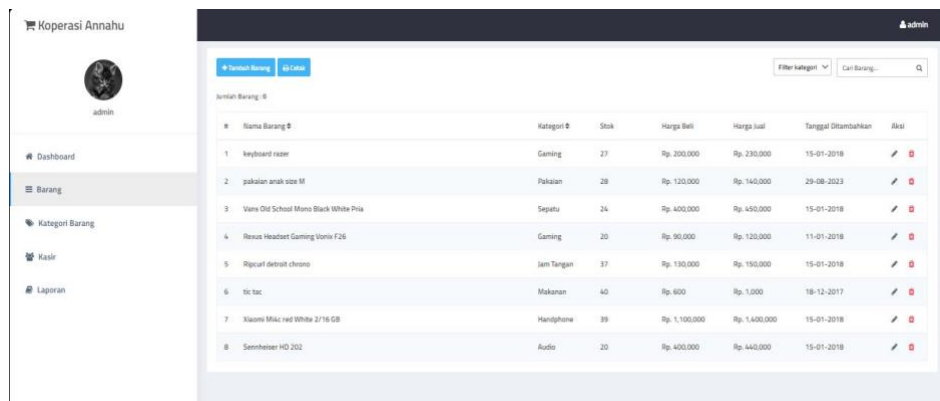 Koperasi Annahu
admin
admin
Dashboard
Barang
Kategori Barang
Kasir
Laporan
Tambah Barang Cetak Filter kategori Cari Barang...
Jumlah Barang : 8
# Nama Barang Kategori Stok Harga Beli Harga Jual Tanggal Ditambahkan Aksi
1 keyboard razer Gaming 27 Rp. 200,000 Rp. 230,000 15-01-2018
2 pakaian anak size M Pakaian 28 Rp. 120,000 Rp. 140,000 29-08-2023
3 Vans Old School Mono Black White Pria Sepatu 24 Rp. 400,000 Rp. 450,000 15-01-2018
4 Rexus Headset Gaming Vonix F26 Gaming 20 Rp. 90,000 Rp. 120,000 11-01-2018
5 Ripcurl detroit chrono Jam Tangan 37 Rp. 130,000 Rp. 150,000 15-01-2018
6 tic tac Makanan 40 Rp. 600 Rp. 1,000 18-12-2017
7 Xiaomi Mi4c red White 2/16 GB Handphone 39 Rp. 1,100,000 Rp. 1,400,000 15-01-2018
8 Sennheiser HD 202 Audio 20 Rp. 400,000 Rp. 440,000 15-01-2018